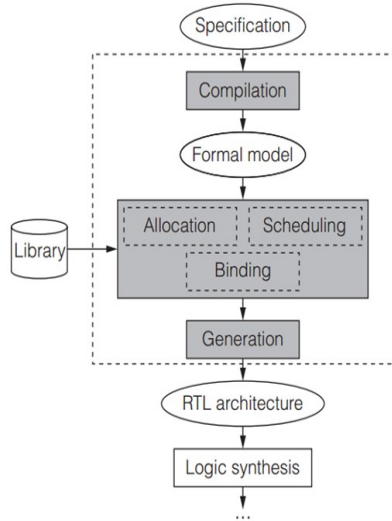 Specification
Compilation
Formal model
Allocation
Scheduling
Binding
Library
Generation
RTL architecture
Logic synthesis
...